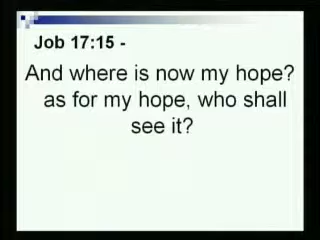 Job 17:15 -
And where is now my hope?
as for my hope, who shall
see it?